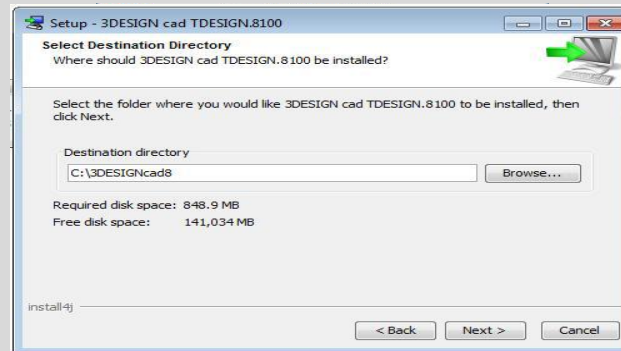 Setup - 3DESIGN cad TDESIGN.8100
Select Destination Directory
Where should 3DESIGN cad TDESIGN.8100 be installed?
Select the folder where you would like 3DESIGN cad TDESIGN.8100 to be installed, then
click Next.
Destination directory
C:\3DESIGNcad8
Browse...
Required disk space: 848.9 MB
Free disk space: 141,034 MB
install4j
< Back Next > Cancel